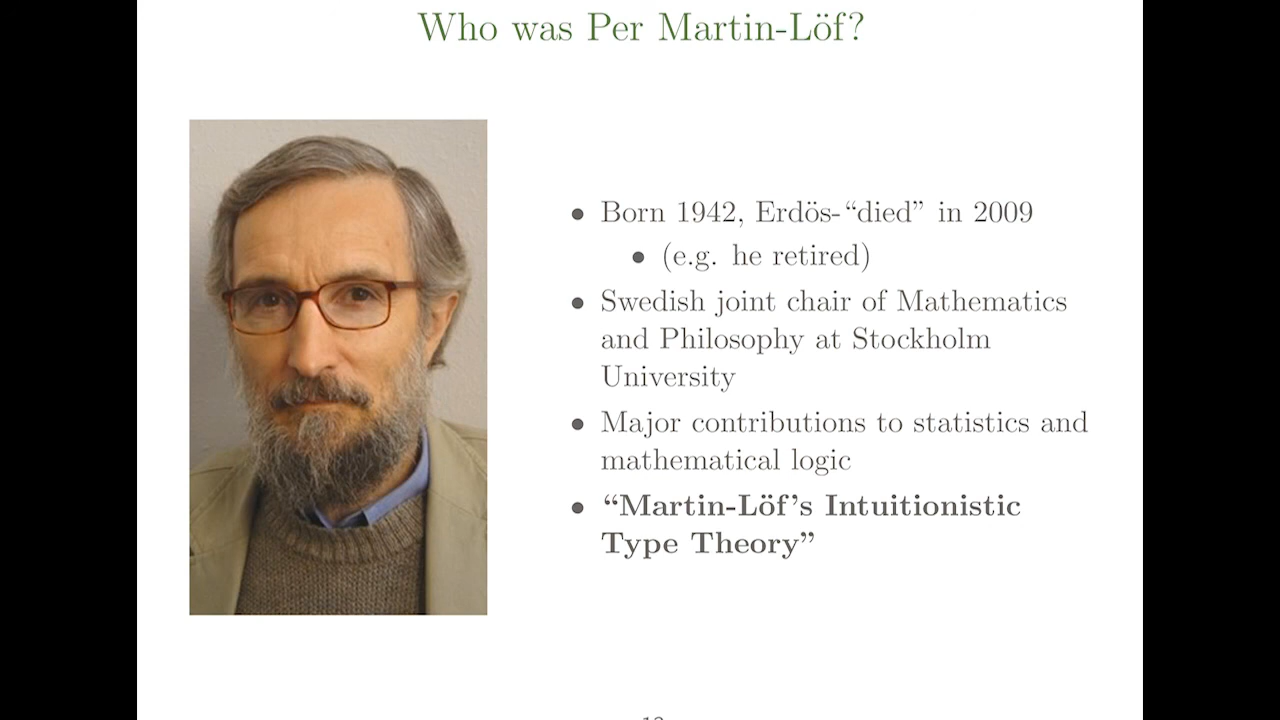 Who was Per Martin-Löf?
• Born 1942, Erdös-“died” in 2009
• (e.g. he retired)
• Swedish joint chair of Mathematics
and Philosophy at Stockholm
University
• Major contributions to statistics and
mathematical logic
• “Martin-Löf’s Intuitionistic
Type Theory”